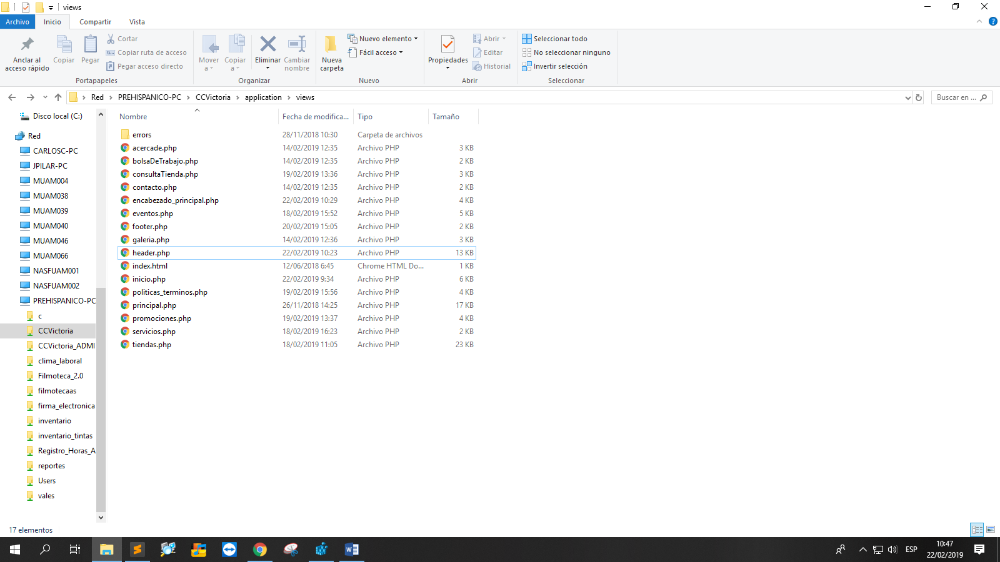 views
Archivo
Inicio
Compartir
Vista
Anclar al
acceso rápido
Copiar
Pegar
Cortar
Copiar ruta de acceso
Pegar acceso directo
Portapapeles
Mover
a
Copiar
a
Eliminar
Cambiar
nombre
Organizar
Nueva
carpeta
Nuevo elemento
Fácil acceso
Nuevo
Propiedades
Abrir
Editar
Historial
Abrir
Seleccionar todo
No seleccionar ninguno
Invertir selección
Seleccionar
Red > PREHISPANICO-PC > CCVictoria > application > views
Buscar en ...
Disco local (C:)
Red
CARLOSC-PC
JPILAR-PC
MUAM004
MUAM038
MUAM039
MUAM040
MUAM046
MUAM066
NASFUAM001
NASFUAM002
PREHISPANICO-PC
c
CCVictoria
CCVictoria_ADMI
clima_laboral
Filmoteca_2.0
filmotecaas
firma_electronica
inventario
inventario_tintas
Registro_Horas_A
reportes
Users
vales
Nombre Fecha de modifica... Tipo Tamaño
errors 28/11/2018 10:30 Carpeta de archivos
acercade.php 14/02/2019 12:35 Archivo PHP 3 KB
bolsaDeTrabajo.php 14/02/2019 12:35 Archivo PHP 2 KB
consultaTienda.php 19/02/2019 13:36 Archivo PHP 3 KB
contacto.php 14/02/2019 12:35 Archivo PHP 2 KB
encabezado_principal.php 22/02/2019 10:29 Archivo PHP 4 KB
eventos.php 18/02/2019 15:52 Archivo PHP 5 KB
footer.php 20/02/2019 15:05 Archivo PHP 2 KB
galeria.php 14/02/2019 12:36 Archivo PHP 3 KB
header.php 22/02/2019 10:23 Archivo PHP 13 KB
index.html 12/06/2018 6:45 Chrome HTML Do... 1 KB
inicio.php 22/02/2019 9:34 Archivo PHP 6 KB
politicas_terminos.php 19/02/2019 15:56 Archivo PHP 4 KB
principal.php 26/11/2018 14:25 Archivo PHP 17 KB
promociones.php 19/02/2019 13:37 Archivo PHP 4 KB
servicios.php 18/02/2019 16:23 Archivo PHP 2 KB
tiendas.php 18/02/2019 11:05 Archivo PHP 23 KB
17 elementos
ESP
10:47
22/02/2019